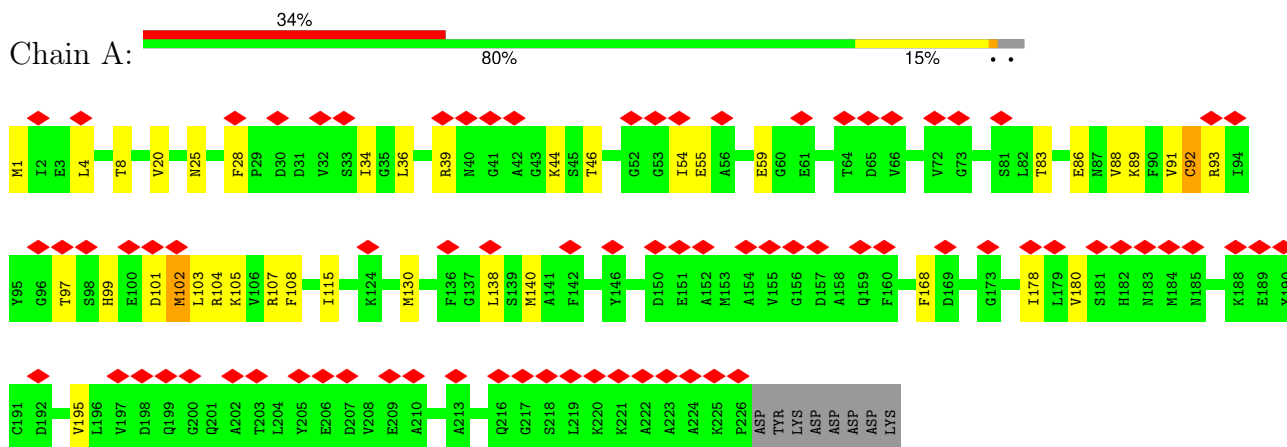 34%
Chain A:
80% 15% • •
M1 I2 E3 L4 T8 V20 N25 F28 P29 D30 D31 V32 S33 I34 G35 L36 R39 N40 G41 A42 G43 K44 S45 T46 G52 G53 I54 E55 A56 E59 G60 E61 T64 D65 V66 V72 G73 S81 L82 T83 E86 N87 V88 K89 F90 V91 C92 R93 I94
Y95 G96 T97 S98 H99 E100 D101 M102 L103 R104 K105 V106 R107 F108 I115 K124 M130 F136 G137 L138 S139 M140 A141 F142 Y146 D150 E151 A152 M153 A154 V155 G156 D157 A158 Q159 F160 F168 D169 G173 I178 L179 V180 S181 H182 N183 M184 N185 K188 E189 Y190
C191 D192 V195 L196 V197 D198 Q199 G200 Q201 A202 T203 L204 Y205 E206 D207 V208 E209 A210 A213 Q216 G217 S218 L219 K220 K221 A222 A223 A224 K225 P226 ASP TYR LYS ASP ASP ASP ASP LYS